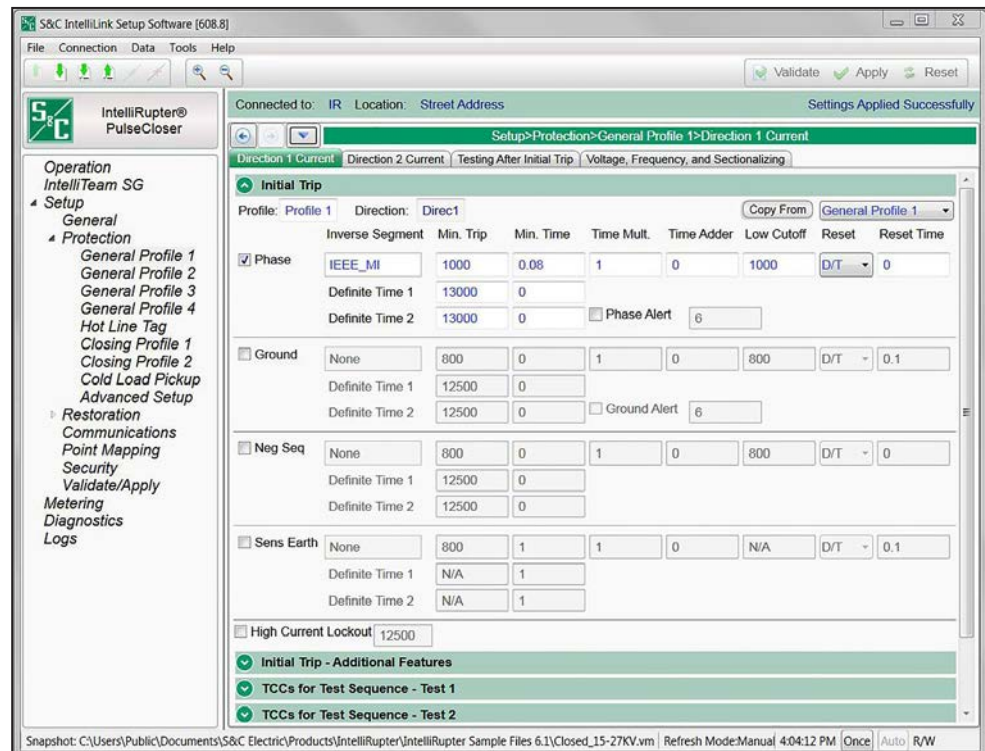 S&C IntelliLink Setup Software [608.8]
File Connection Data Tools Help
Validate Apply Reset
S&C
IntelliRupter®
PulseCloser
Connected to: IR Location: Street Address Settings Applied Successfully
Setup>Protection>General Profile 1>Direction 1 Current
Direction 1 Current Direction 2 Current Testing After Initial Trip Voltage, Frequency, and Sectionalizing
Operation
IntelliTeam SG
Setup
General
Protection
General Profile 1
General Profile 2
General Profile 3
General Profile 4
Hot Line Tag
Closing Profile 1
Closing Profile 2
Cold Load Pickup
Advanced Setup
Restoration
Communications
Point Mapping
Security
Validate/Apply
Metering
Diagnostics
Logs
Initial Trip
Profile: Profile 1 Direction: Direc1 Copy From General Profile 1
Inverse Segment Min. Trip Min. Time Time Mult. Time Adder Low Cutoff Reset Reset Time
Phase IEEE_MI 1000 0.08 1 0 1000 D/T 0
Definite Time 1 13000 0
Definite Time 2 13000 0 Phase Alert 6
Ground None 800 0 1 0 800 D/T 0.1
Definite Time 1 12500 0
Definite Time 2 12500 0 Ground Alert 6
Neg Seq None 800 0 1 0 800 D/T 0
Definite Time 1 12500 0
Definite Time 2 12500 0
Sens Earth None 800 1 1 0 N/A D/T 0.1
Definite Time 1 N/A 1
Definite Time 2 N/A 1
High Current Lockout 12500
Initial Trip - Additional Features
TCCs for Test Sequence - Test 1
TCCs for Test Sequence - Test 2
Snapshot: C:\Users\Public\Documents\S&C Electric\Products\IntelliRupter\IntelliRupter Sample Files 6.1\Closed_15-27KV.vm Refresh Mode:Manual 4:04:12 PM Once Auto R/W